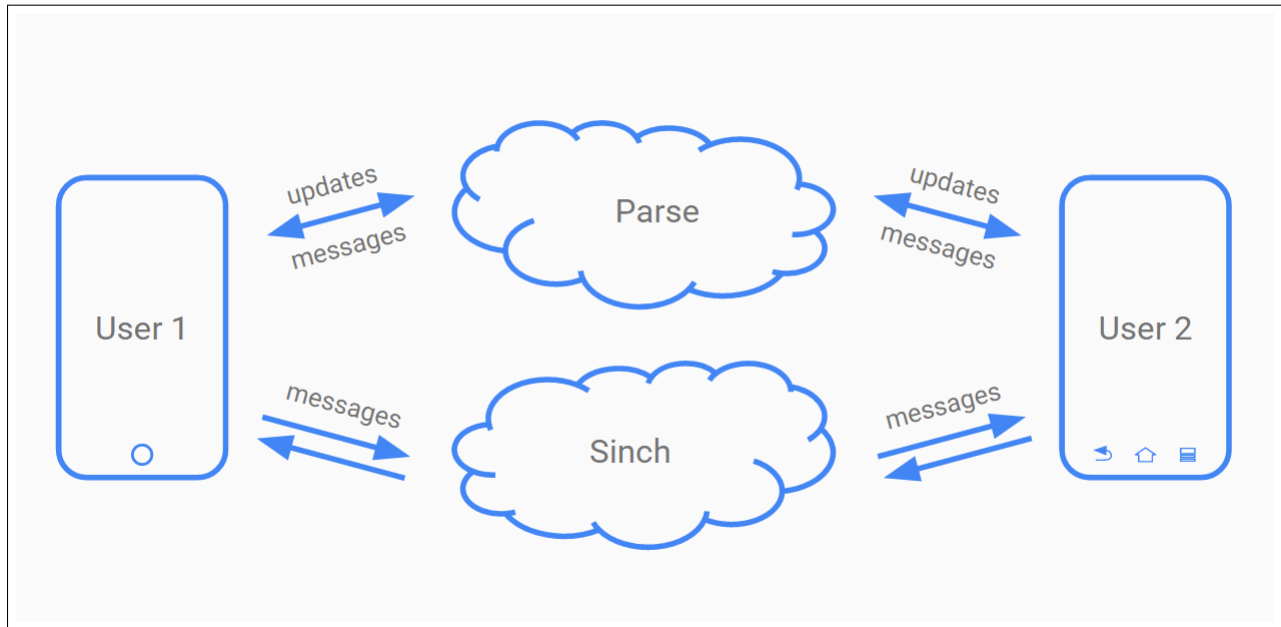 updates
messages
Parse
updates
messages
User 1
User 2
messages
Sinch
messages